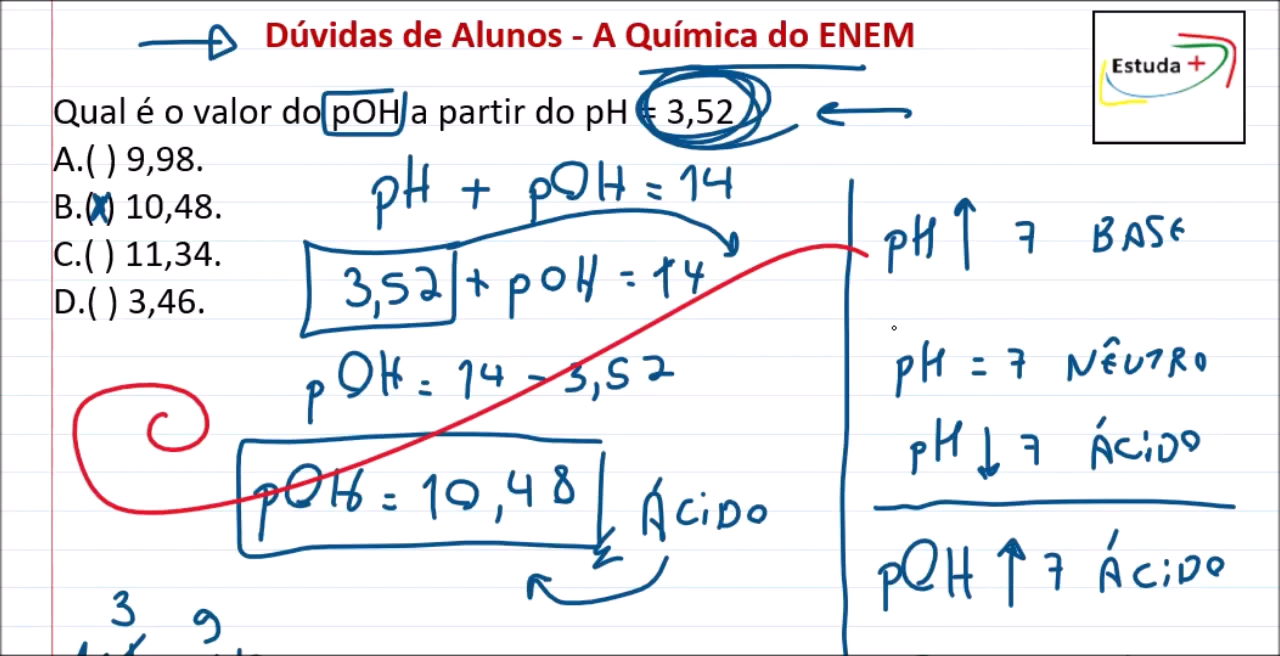 Dúvidas de Alunos - A Química do ENEM
Estuda +
Qual é o valor do pOH a partir do pH = 3,52
A.( ) 9,98.
B.(X) 10,48.
C.( ) 11,34.
D.( ) 3,46.
pH + pOH = 14
3,52 + pOH = 14
pOH = 14 - 3,52
pOH = 10,48 ÁCIDO
3 9
pH ↑ 7 BASE
pH = 7 NÊUTRO
pH ↓ 7 ÁCIDO
pOH ↑ 7 ÁCIDO